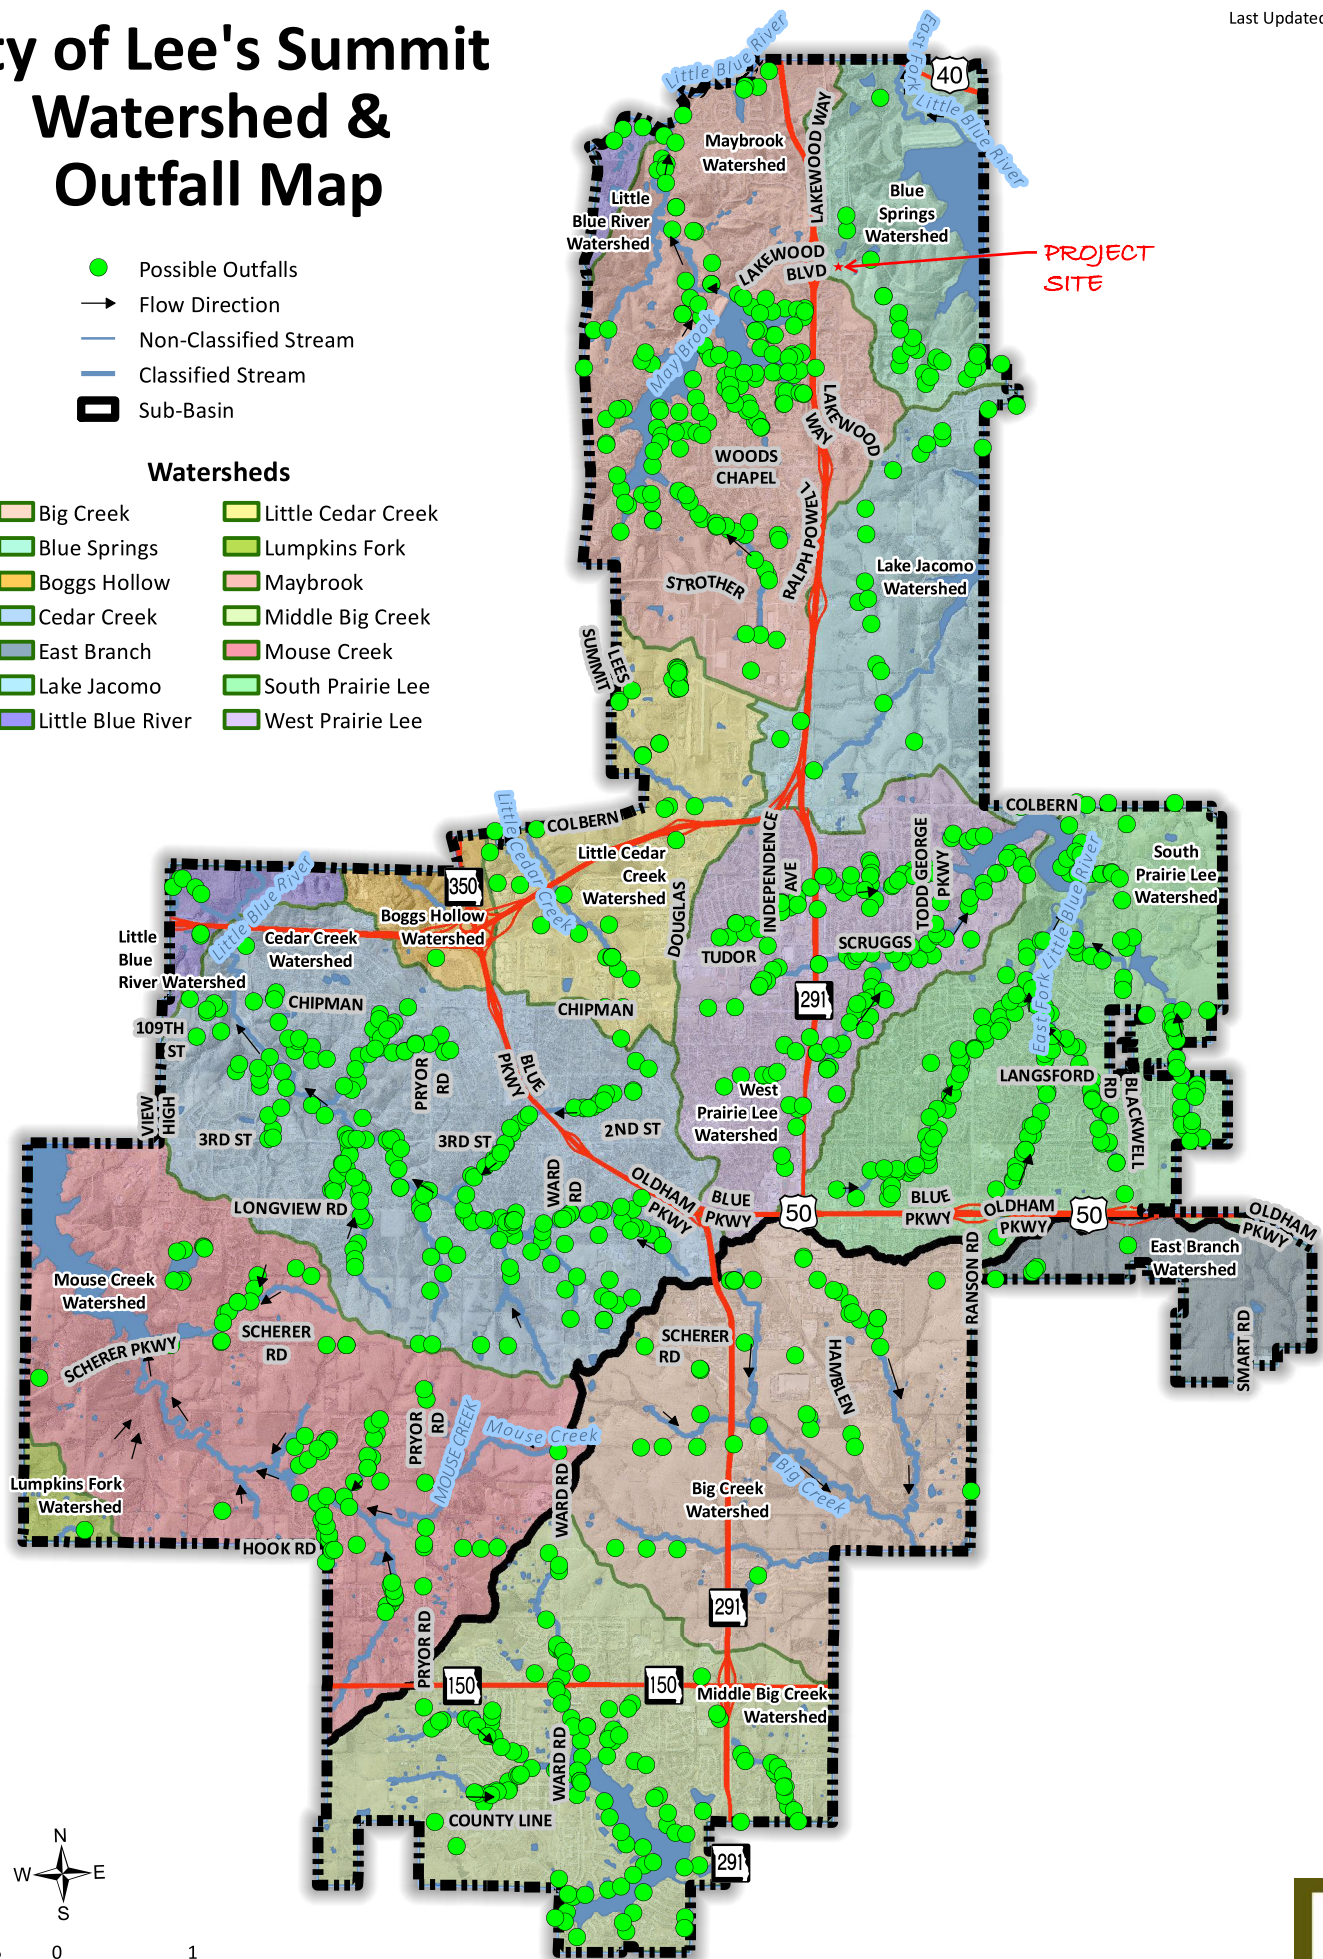 Last Updated
ty of Lee's Summit
Watershed &
Outfall Map
Possible Outfalls
Flow Direction
Non-Classified Stream
Classified Stream
Sub-Basin
Watersheds
Big Creek
Blue Springs
Boggs Hollow
Cedar Creek
East Branch
Lake Jacomo
Little Blue River
Little Cedar Creek
Lumpkins Fork
Maybrook
Middle Big Creek
Mouse Creek
South Prairie Lee
West Prairie Lee
Little Blue River
East Fork Little Blue River
40
Maybrook
Watershed
LAKEWOOD WAY
Little
Blue River
Watershed
Blue
Springs
Watershed
LAKEWOOD
BLVD
PROJECT
SITE
May Brook
LAKEWOOD
WAY
WOODS
CHAPEL
RALPH POWELL
STROTHER
Lake Jacomo
Watershed
LEES
SUMMIT
COLBERN
COLBERN
Little Cedar Creek
Little Cedar
Creek
Watershed
350
Boggs Hollow
Watershed
DOUGLAS
INDEPENDENCE
AVE
TODD GEORGE
PKWY
South
Prairie Lee
Watershed
Little Blue River
Little
Blue
River Watershed
Cedar Creek
Watershed
TUDOR
SCRUGGS
East Fork Little Blue River
291
CHIPMAN
CHIPMAN
109TH
ST
VIEW
HIGH
PRYOR
RD
BLUE
PKWY
LANGSFORD
BLACKWELL
RD
West
Prairie Lee
Watershed
3RD ST
3RD ST
2ND ST
WARD
RD
OLDHAM
PKWY
BLUE
PKWY
50
BLUE
PKWY
OLDHAM
PKWY
50
OLDHAM
PKWY
LONGVIEW RD
East Branch
Watershed
RANSON RD
SMART RD
Mouse Creek
Watershed
SCHERER PKWY
SCHERER
RD
SCHERER
RD
HAMBLEN
PRYOR
RD
MOUSE CREEK
Mouse Creek
WARD RD
Big Creek
Big Creek
Watershed
Lumpkins Fork
Watershed
HOOK RD
291
PRYOR RD
150
150
Middle Big Creek
Watershed
WARD RD
COUNTY LINE
291
N
W
E
S
0
1